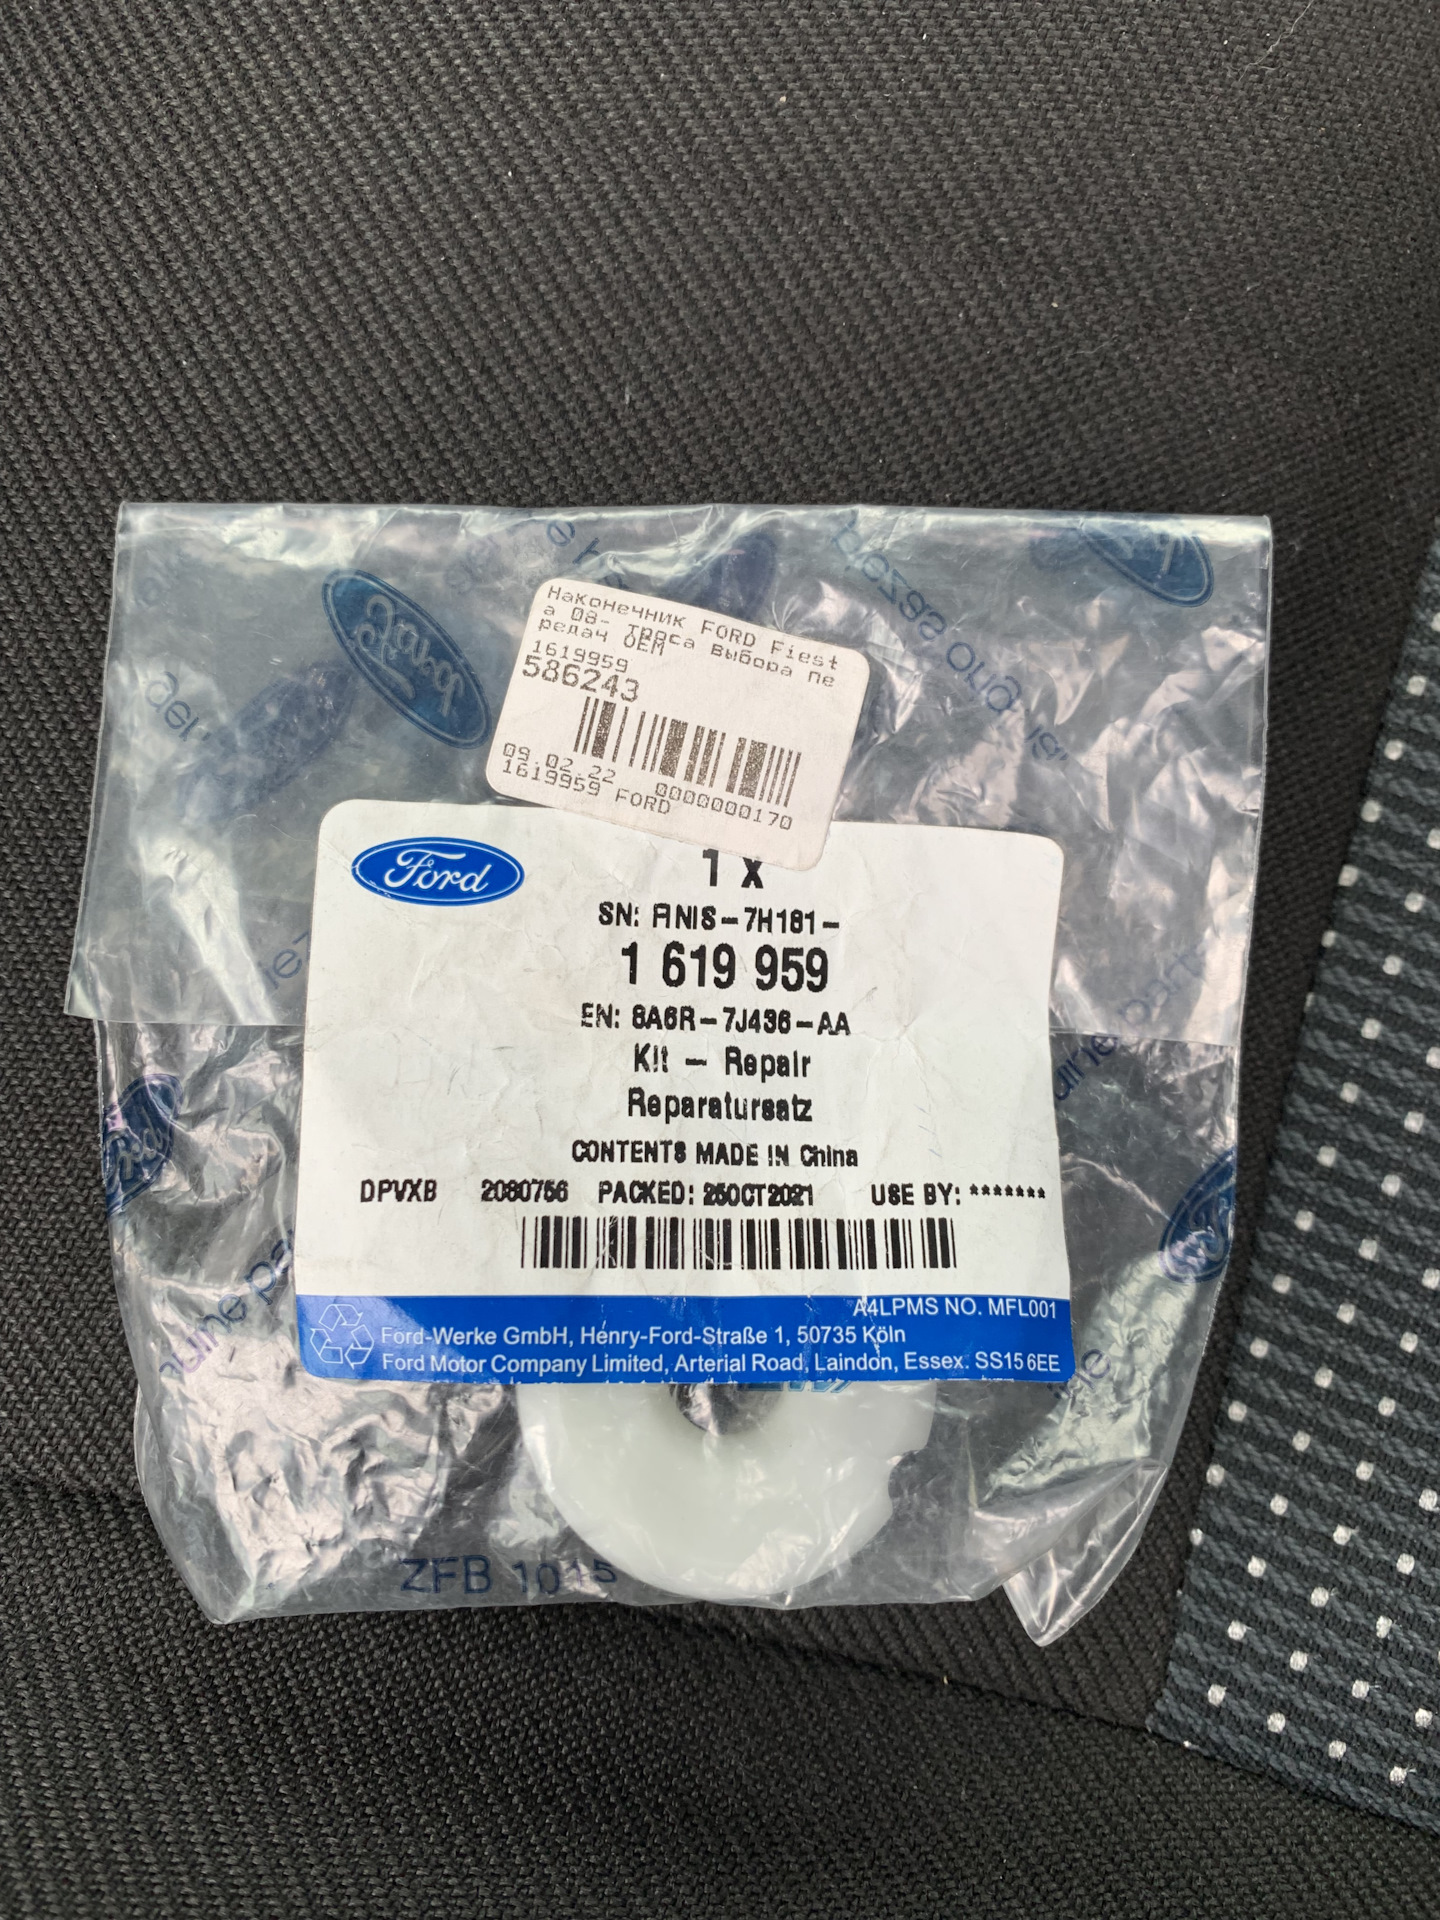 Наконечник FORD Fiest
а 08- троса выбора пе
редач OEM
1619959
586243
09.02.22 0000000170
1619959 FORD
Ford
1 X
SN: FINIS-7H181-
1 619 959
EN: 8A6R-7J436-AA
Kit - Repair
Reparatursatz
CONTENTS MADE IN China
DPVXB 2080756 PACKED: 25OCT2021 USE BY: *******
A4LPMS NO. MFL001
Ford-Werke GmbH, Henry-Ford-Straße 1, 50735 Köln
Ford Motor Company Limited, Arterial Road, Laindon, Essex. SS15 6EE
ZFB 1015